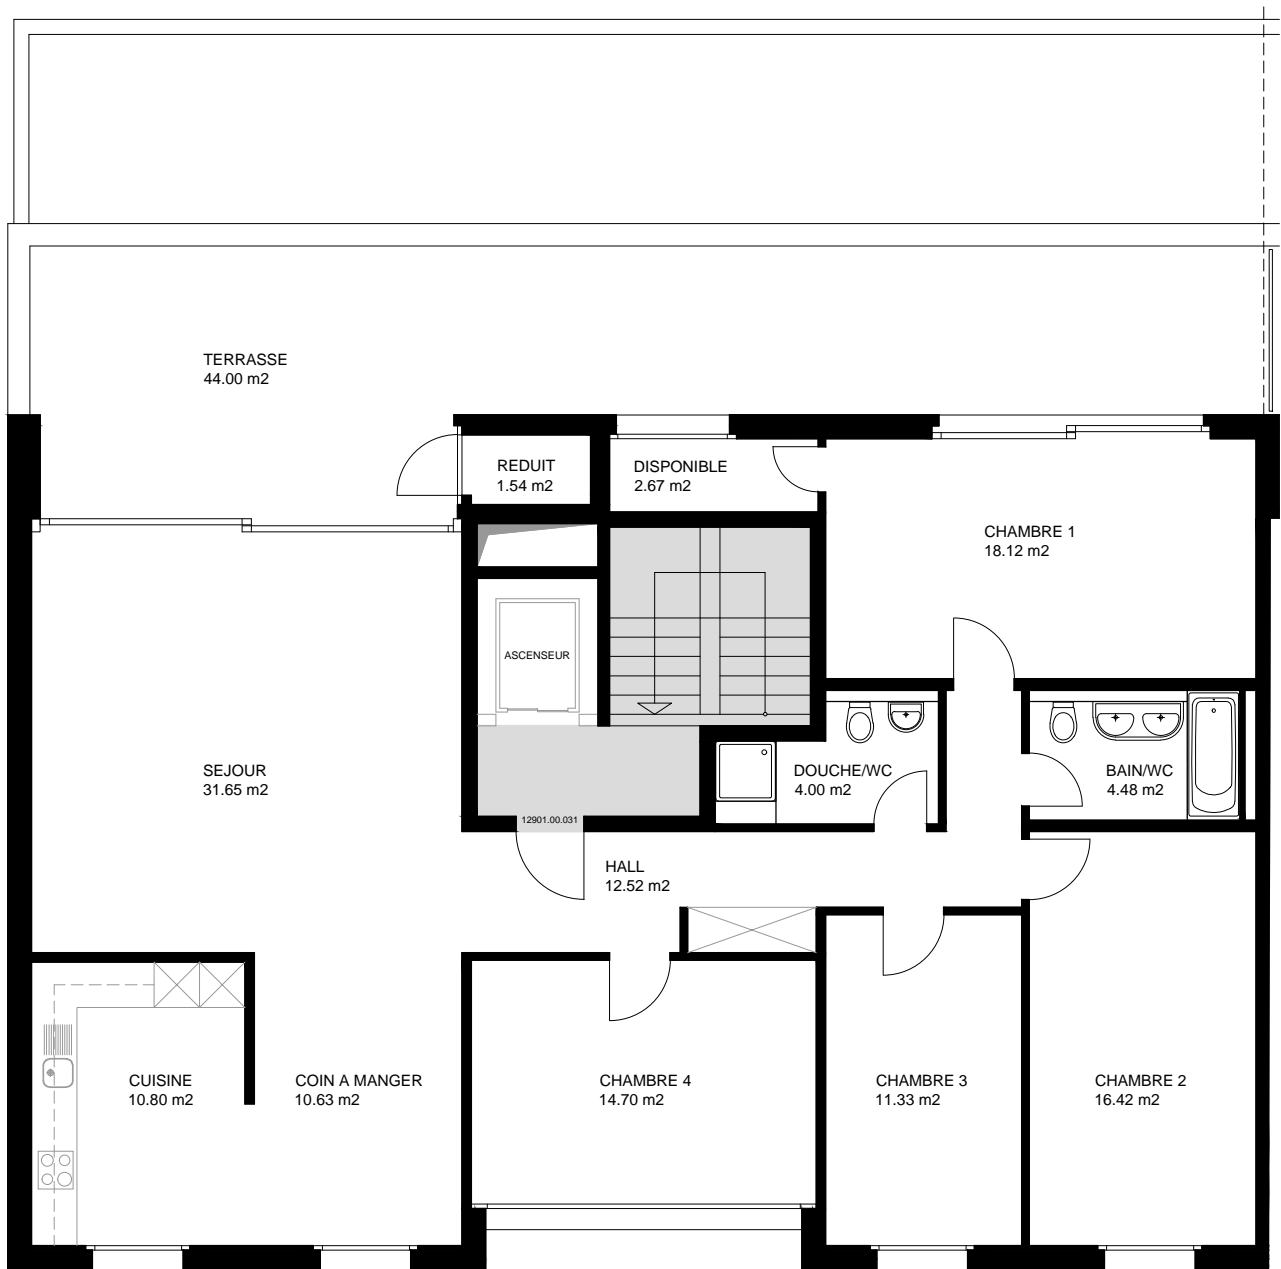 TERRASSE
44.00 m2
REDUIT
1.54 m2
DISPONIBLE
2.67 m2
CHAMBRE 1
18.12 m2
ASCENSEUR
SEJOUR
31.65 m2
DOUCHE/WC
4.00 m2
BAIN/WC
4.48 m2
12901.00.031
HALL
12.52 m2
CUISINE
10.80 m2
COIN A MANGER
10.63 m2
CHAMBRE 4
14.70 m2
CHAMBRE 3
11.33 m2
CHAMBRE 2
16.42 m2